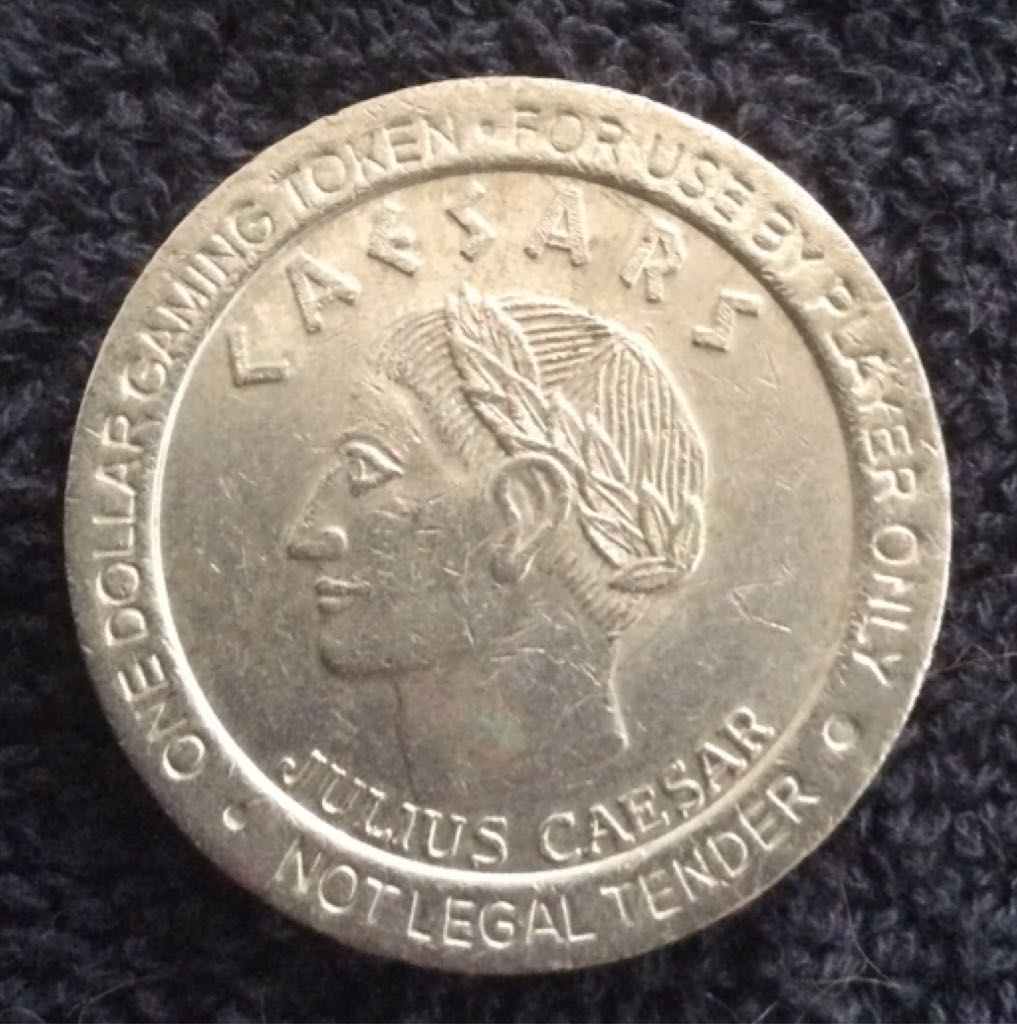 ONE DOLLAR GAMING TOKEN · FOR USE BY PLAYER ONLY
CAESARS
JULIUS CAESAR
NOT LEGAL TENDER